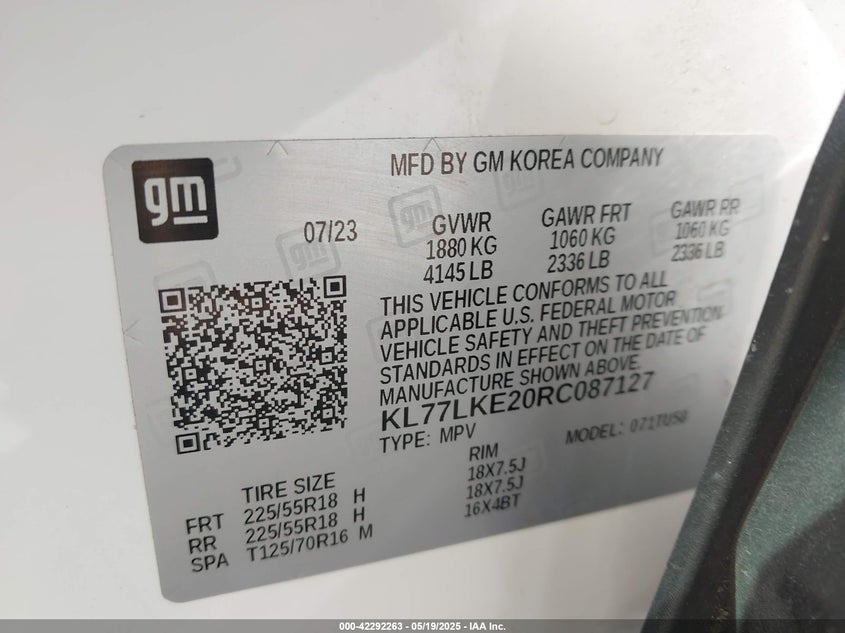 gm
MFD BY GM KOREA COMPANY
07/23
GVWR GAWR FRT GAWR RR
1880 KG 1060 KG 1060 KG
4145 LB 2336 LB 2336 LB
THIS VEHICLE CONFORMS TO ALL
APPLICABLE U.S. FEDERAL MOTOR
VEHICLE SAFETY AND THEFT PREVENTION
STANDARDS IN EFFECT ON THE DATE OF
MANUFACTURE SHOWN ABOVE.
KL77LKE20RC087127
TYPE: MPV MODEL: 071TU58
TIRE SIZE RIM
FRT 225/55R18 H 18X7.5J
RR 225/55R18 H 18X7.5J
SPA T125/70R16 M 16X4BT
000-42292263 - 05/19/2025 - IAA Inc.